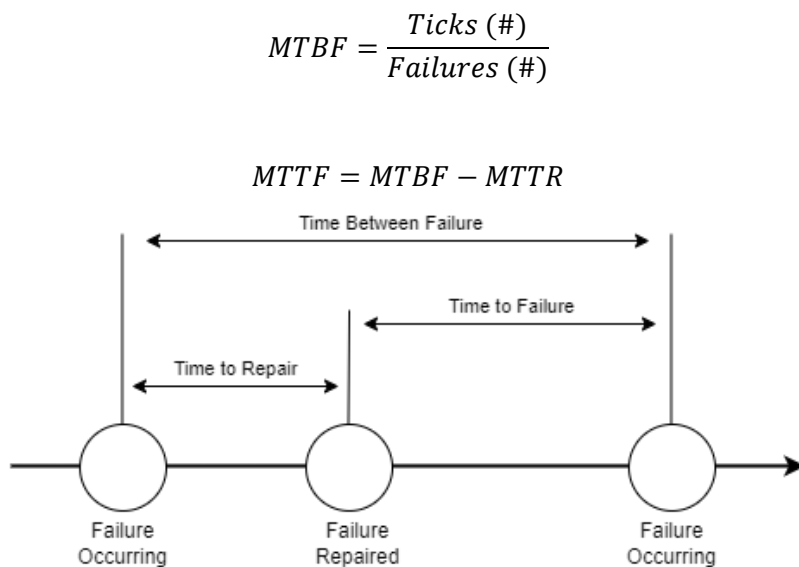 MTBF = Ticks (#) / Failures (#)
MTTF = MTBF − MTTR
Time Between Failure
Time to Failure
Time to Repair
Failure Occurring
Failure Repaired
Failure Occurring